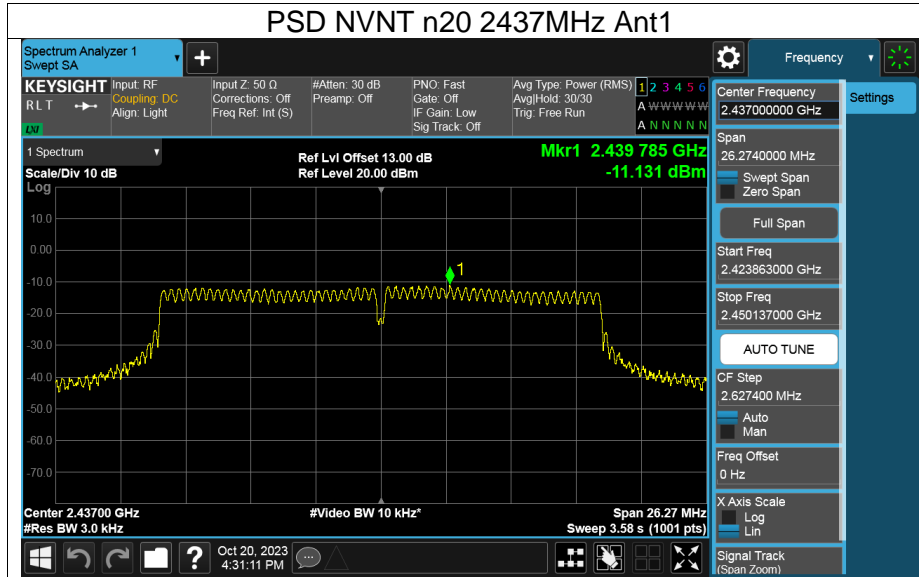 PSD NVNT n20 2437MHz Ant1
Spectrum Analyzer 1
Swept SA
+
Frequency
KEYSIGHT
Input: RF
Input Z: 50 Ω
#Atten: 30 dB
PNO: Fast
Avg Type: Power (RMS)
1 2 3 4 5 6
R L T
Coupling: DC
Corrections: Off
Preamp: Off
Gate: Off
Avg|Hold: 30/30
A W W W W W
Align: Light
Freq Ref: Int (S)
IF Gain: Low
Trig: Free Run
Sig Track: Off
A N N N N N
LXI
Center Frequency
2.437000000 GHz
Settings
1 Spectrum
Ref Lvl Offset 13.00 dB
Mkr1 2.439 785 GHz
Scale/Div 10 dB
Ref Level 20.00 dBm
-11.131 dBm
Log
10.0
0.00
-10.0
-20.0
-30.0
-40.0
-50.0
-60.0
-70.0
1
Span
26.2740000 MHz
Swept Span
Zero Span
Full Span
Start Freq
2.423863000 GHz
Stop Freq
2.450137000 GHz
AUTO TUNE
CF Step
2.627400 MHz
Auto
Man
Freq Offset
0 Hz
X Axis Scale
Log
Lin
Signal Track
(Span Zoom)
Center 2.43700 GHz
#Video BW 10 kHz*
Span 26.27 MHz
#Res BW 3.0 kHz
Sweep 3.58 s (1001 pts)
?
Oct 20, 2023
4:31:11 PM